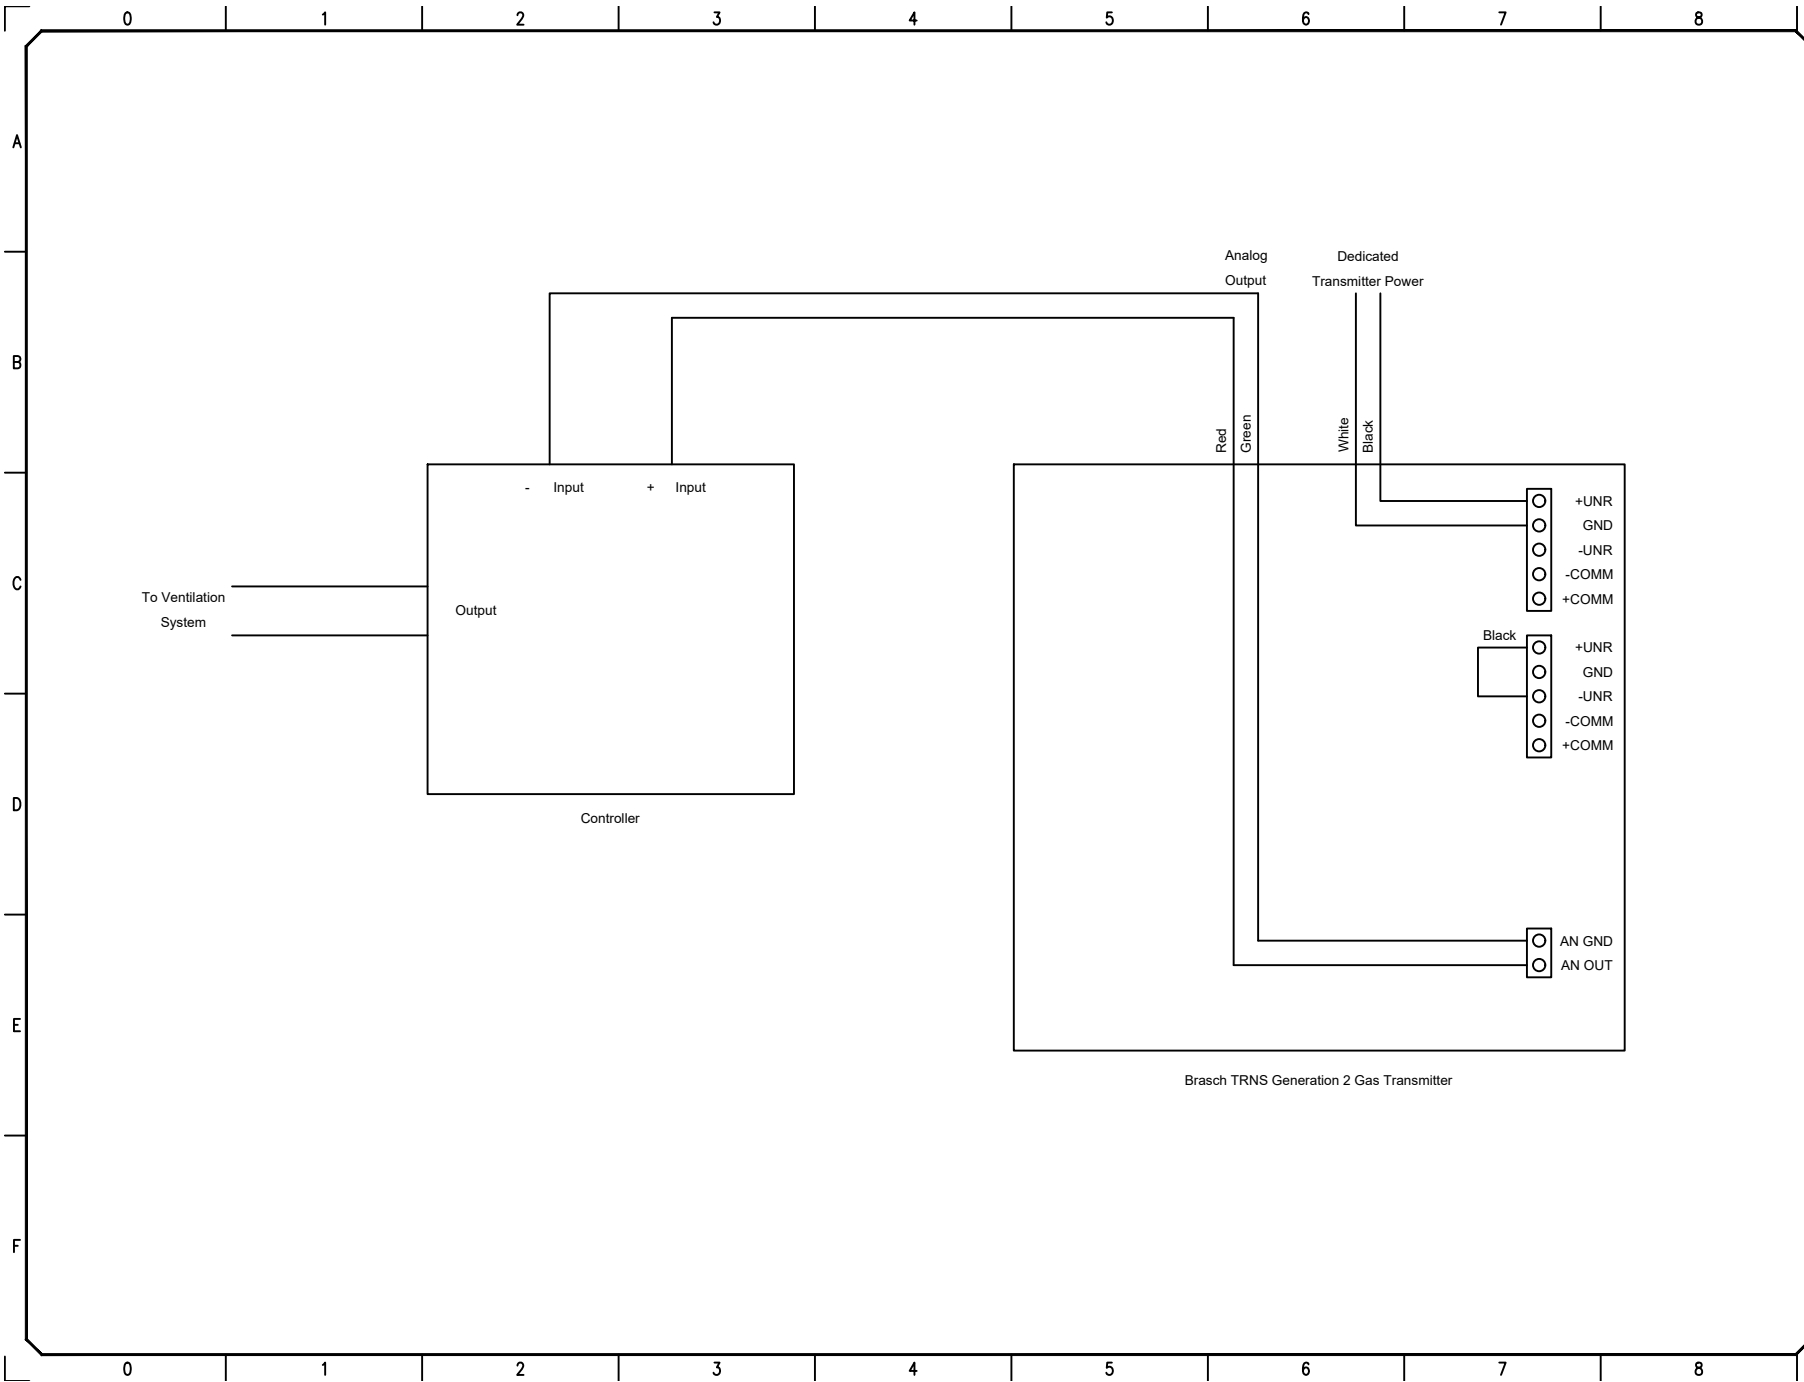 0 1 2 3 4 5 6 7 8
A
Analog
Output
Dedicated
Transmitter Power
B
Red
Green
White
Black
- Input
+ Input
+UNR
GND
-UNR
-COMM
+COMM
C
To Ventilation
System
Output
Black
+UNR
GND
-UNR
-COMM
+COMM
D
Controller
AN GND
AN OUT
E
Brasch TRNS Generation 2 Gas Transmitter
F
0 1 2 3 4 5 6 7 8